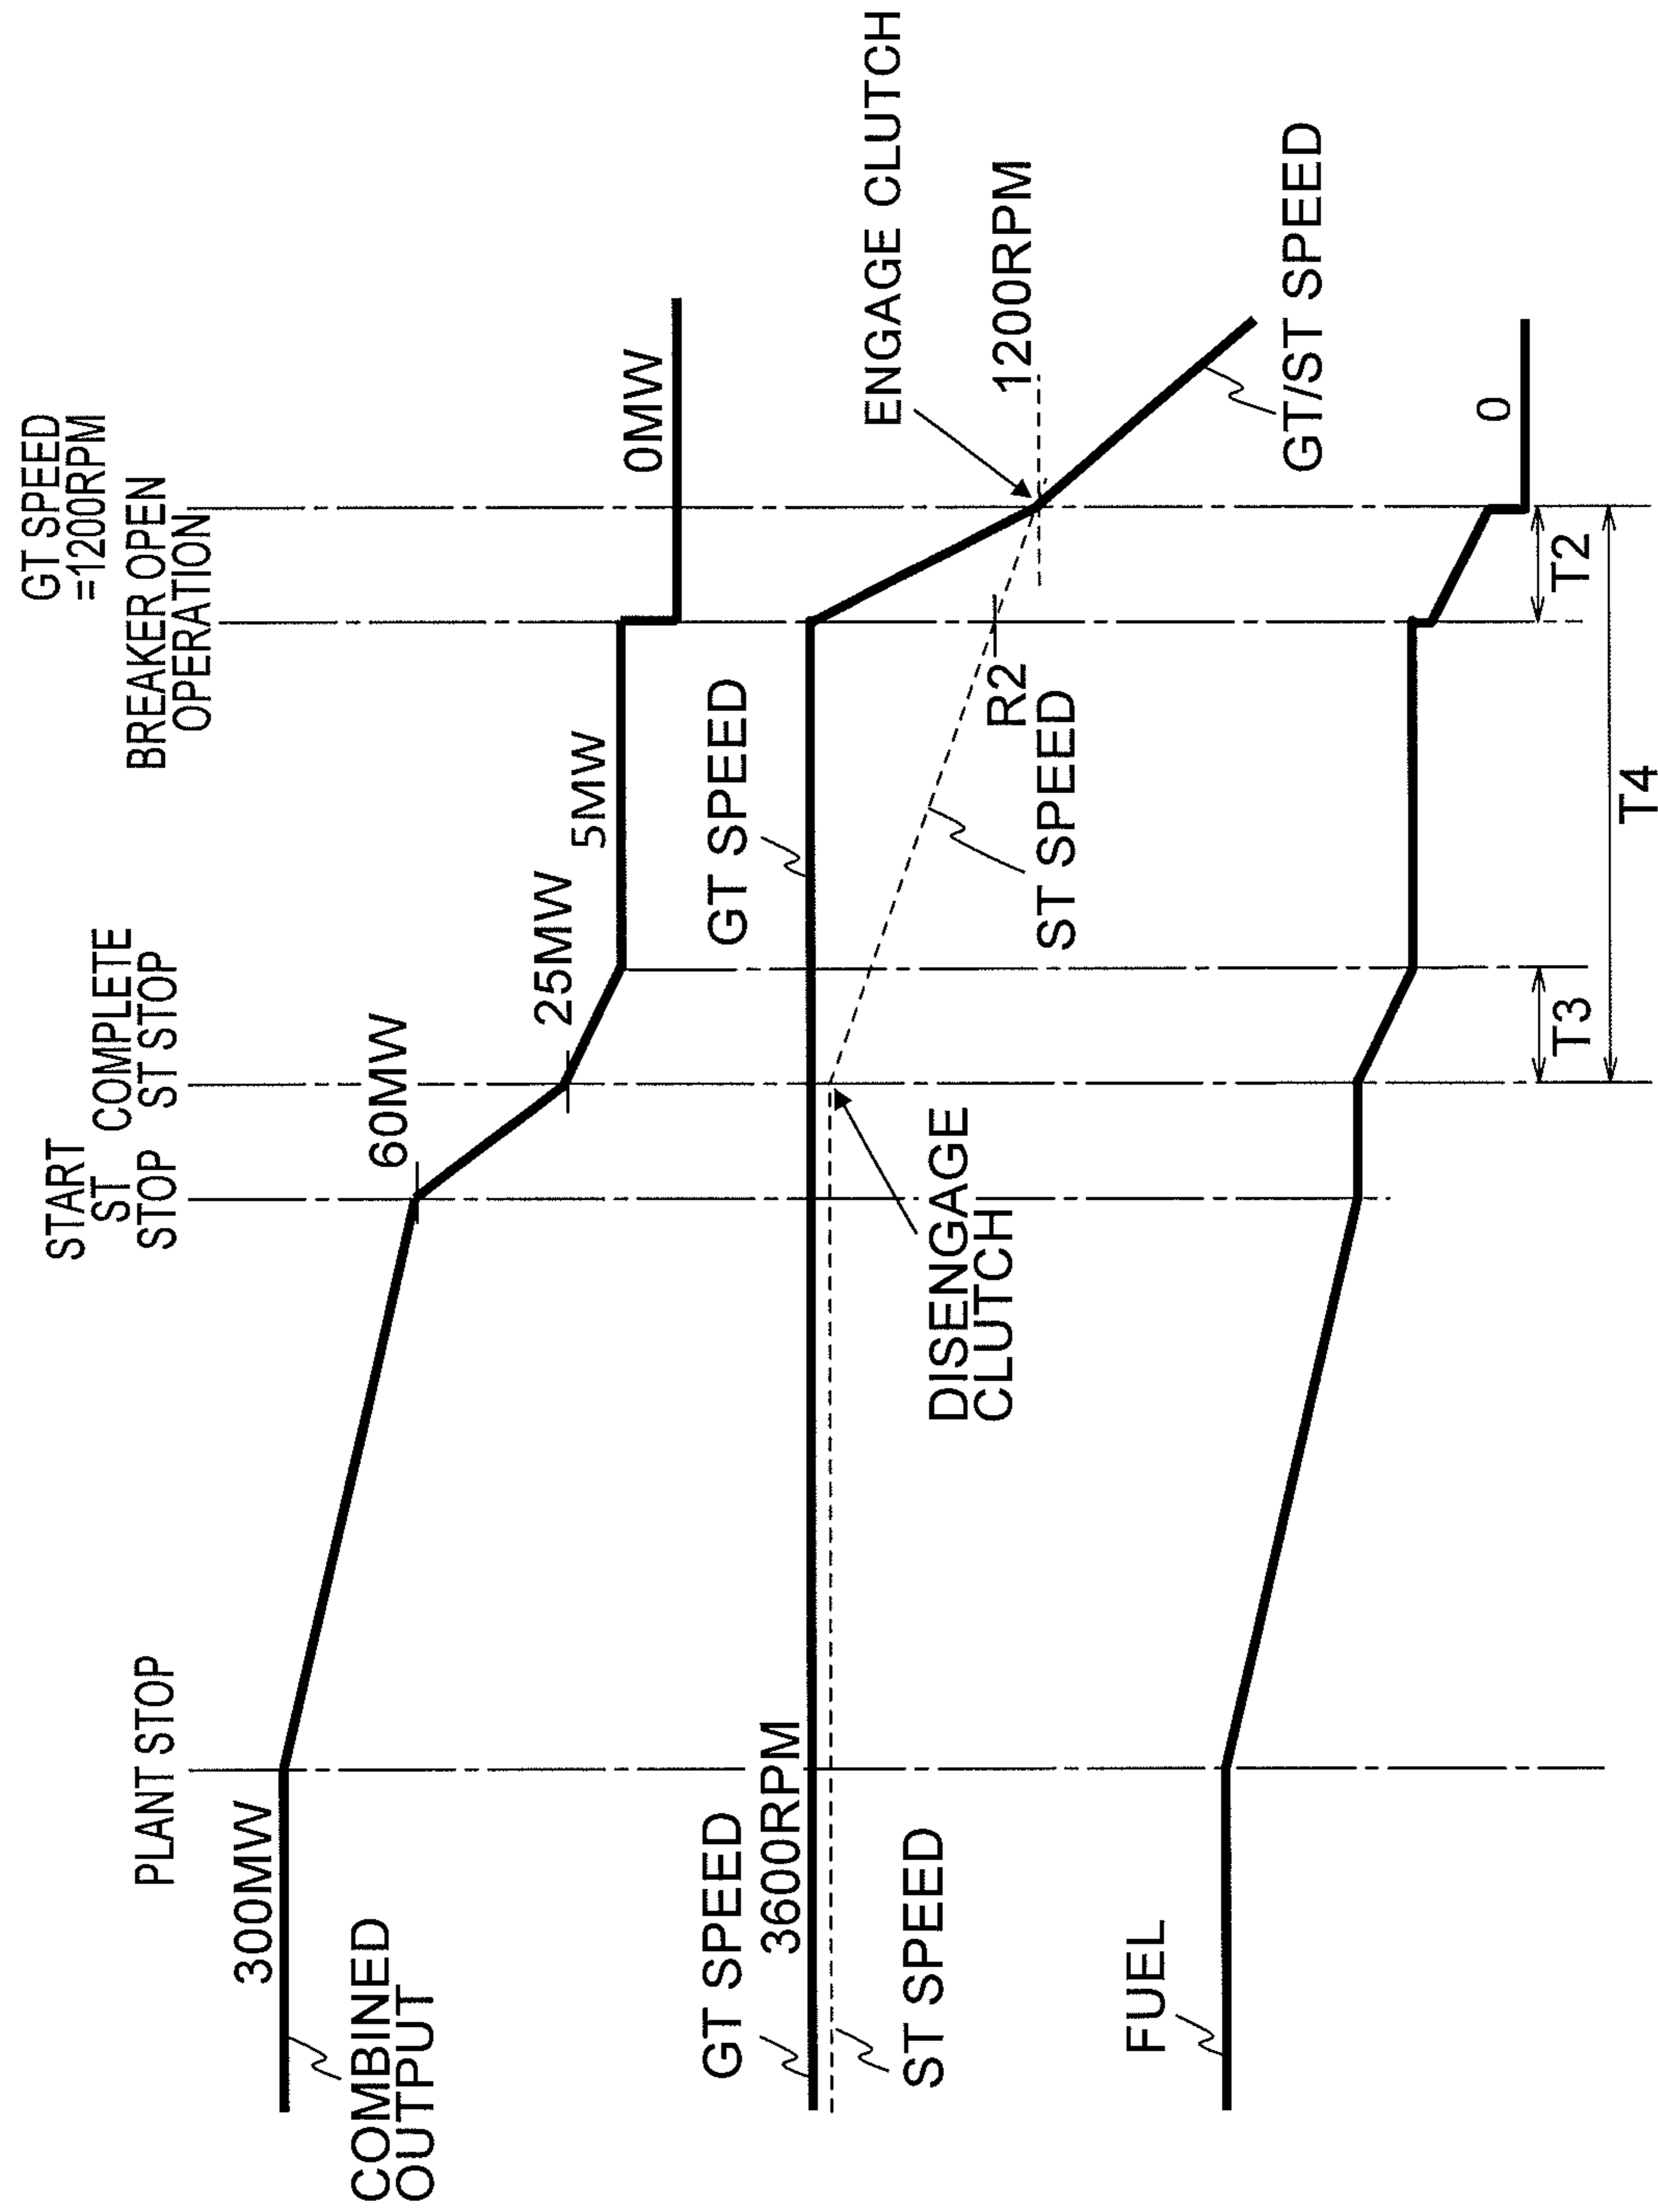 PLANT STOP
START
ST
STOP
COMPLETE
ST STOP
BREAKER OPEN
OPERATION
GT SPEED
=1200RPM
300MW
60MW
25MW
5MW
0MW
COMBINED
OUTPUT
GT SPEED
3600RPM
GT SPEED
ENGAGE CLUTCH
ST SPEED
DISENGAGE
CLUTCH
ST SPEED
R2
1200RPM
GT/ST SPEED
FUEL
0
T3
T2
T4